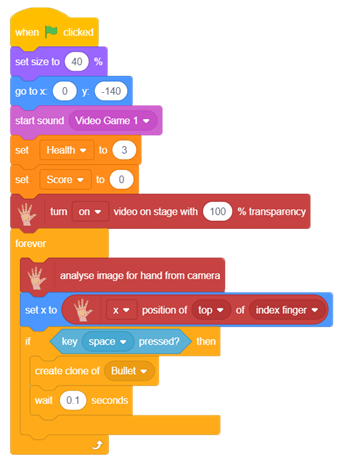 when clicked
set size to 40 %
go to x: 0 y: -140
start sound Video Game 1
set Health to 3
set Score to 0
turn on video on stage with 100 % transparency
forever
analyse image for hand from camera
set x to x position of top of index finger
if key space pressed? then
create clone of Bullet
wait 0.1 seconds